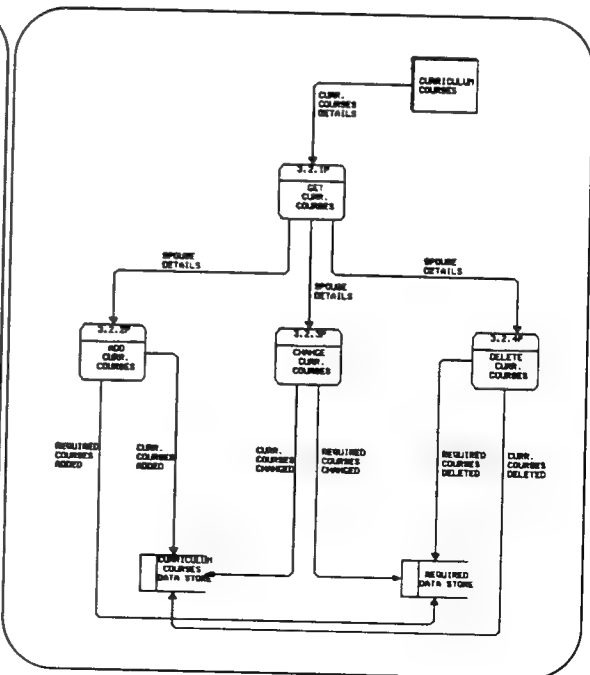 CURRICULUM
COURSES
CURR.
COURSES
DETAILS
3.2.1P
GET
CURR.
COURSES
SPOUSE
DETAILS
SPOUSE
DETAILS
SPOUSE
DETAILS
3.2.2P
ADD
CURR.
COURSES
3.2.3P
CHANGE
CURR.
COURSES
3.2.4P
DELETE
CURR.
COURSES
REQUIRED
COURSES
ADDED
CURR.
COURSES
ADDED
CURR.
COURSES
CHANGED
REQUIRED
COURSES
CHANGED
REQUIRED
COURSES
DELETED
CURR.
COURSES
DELETED
CURRICULUM
COURSES
DATA STORE
REQUIRED
DATA STORE